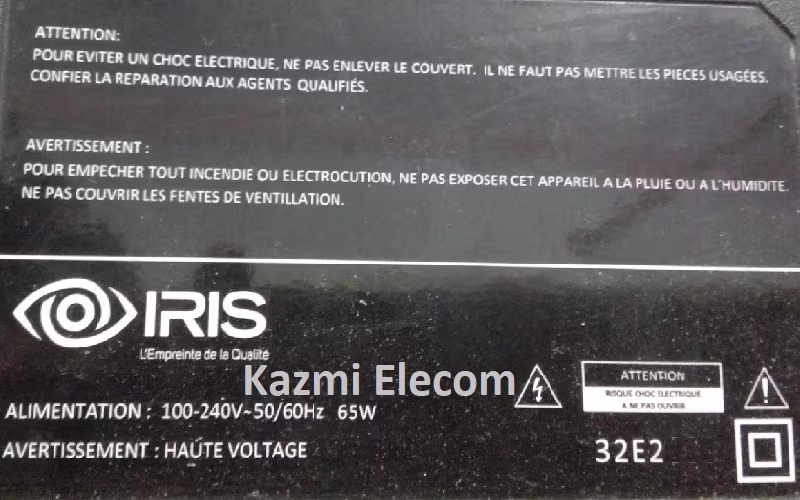 ATTENTION:
POUR EVITER UN CHOC ELECTRIQUE, NE PAS ENLEVER LE COUVERT. IL NE FAUT PAS METTRE LES PIECES USAGÉES.
CONFIER LA REPARATION AUX AGENTS QUALIFIÉS.
AVERTISSEMENT :
POUR EMPECHER TOUT INCENDIE OU ELECTROCUTION, NE PAS EXPOSER CET APPAREIL A LA PLUIE OU A L'HUMIDITE.
NE PAS COUVRIR LES FENTES DE VENTILLATION.
IRIS
L'Empreinte de la Qualité
Kazmi Elecom
ATTENTION
RISQUE CHOC ELECTRIQUE
A NE PAS OUVRIR
ALIMENTATION : 100-240V~50/60Hz 65W
AVERTISSEMENT : HAUTE VOLTAGE
32E2